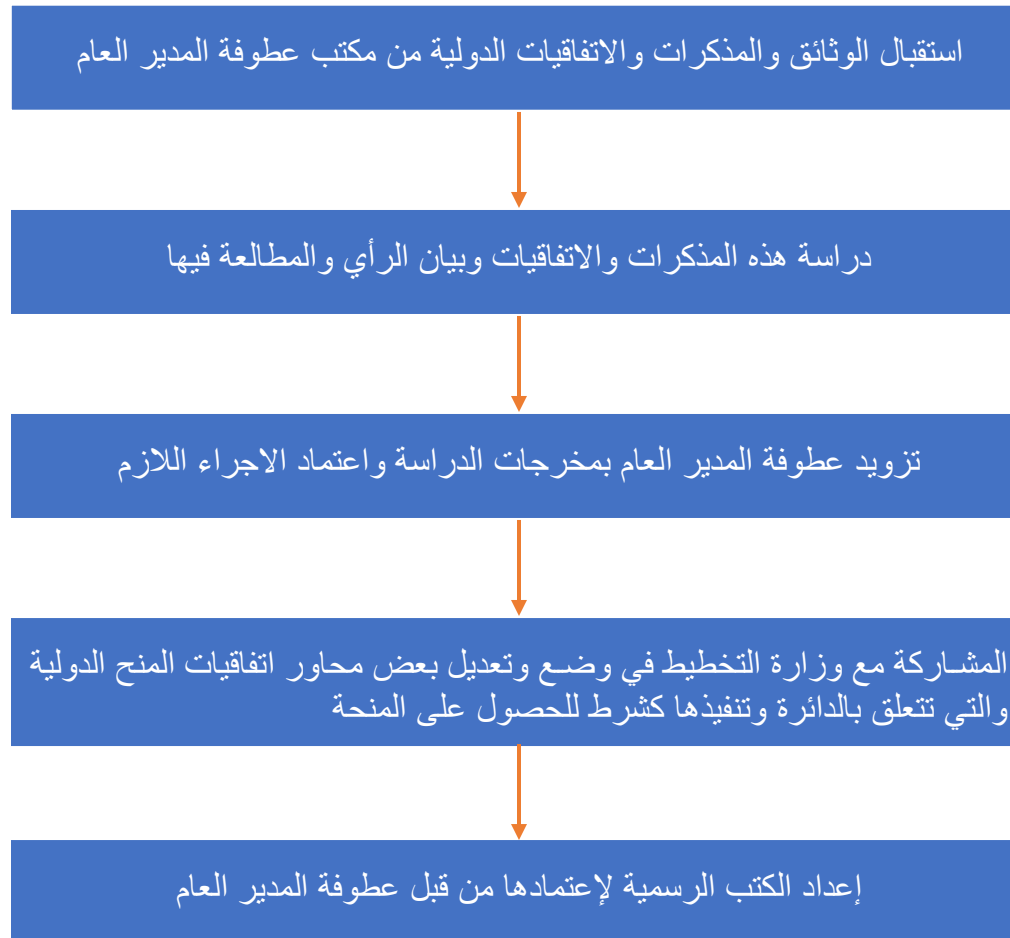 استقبال الوثائق والمذكرات والاتفاقيات الدولية من مكتب عطوفة المدير العام
دراسة هذه المذكرات والاتفاقيات وبيان الرأي والمطالعة فيها
تزويد عطوفة المدير العام بمخرجات الدراسة واعتماد الاجراء اللازم
المشاركة مع وزارة التخطيط في وضع وتعديل بعض محاور اتفاقيات المنح الدولية
والتي تتعلق بالدائرة وتنفيذها كشرط للحصول على المنحة
إعداد الكتب الرسمية لإعتمادها من قبل عطوفة المدير العام